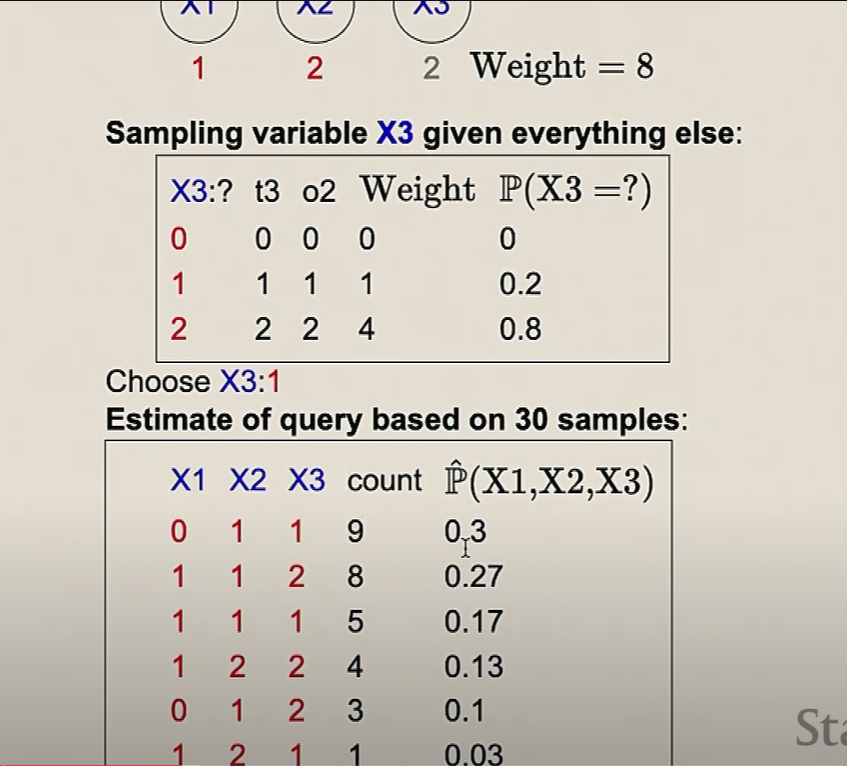 X1 X2 X3
1 2 2 Weight = 8
Sampling variable X3 given everything else:
X3:? t3 o2 Weight ℙ(X3 =?)
0 0 0 0 0
1 1 1 1 0.2
2 2 2 4 0.8
Choose X3:1
Estimate of query based on 30 samples:
X1 X2 X3 count ℙ̂(X1,X2,X3)
0 1 1 9 0.3
1 1 2 8 0.27
1 1 1 5 0.17
1 2 2 4 0.13
0 1 2 3 0.1
1 2 1 1 0.03